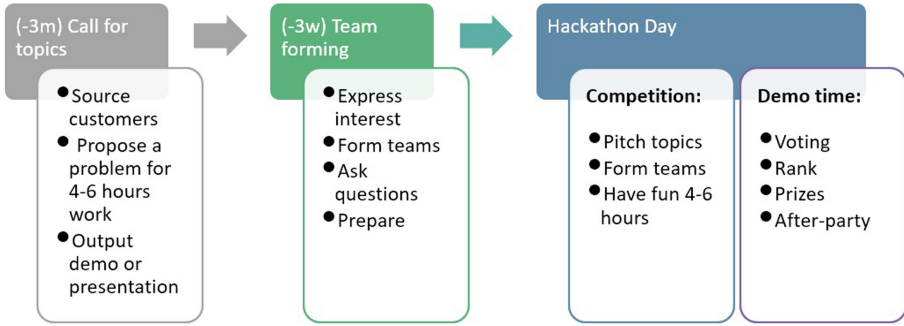 (-3m) Call for
topics
● Source
customers
● Propose a
problem for
4-6 hours
work
● Output
demo or
presentation
(-3w) Team
forming
● Express
interest
● Form teams
● Ask
questions
● Prepare
Hackathon Day
Competition:
● Pitch topics
● Form teams
● Have fun 4-6
hours
Demo time:
● Voting
● Rank
● Prizes
● After-party